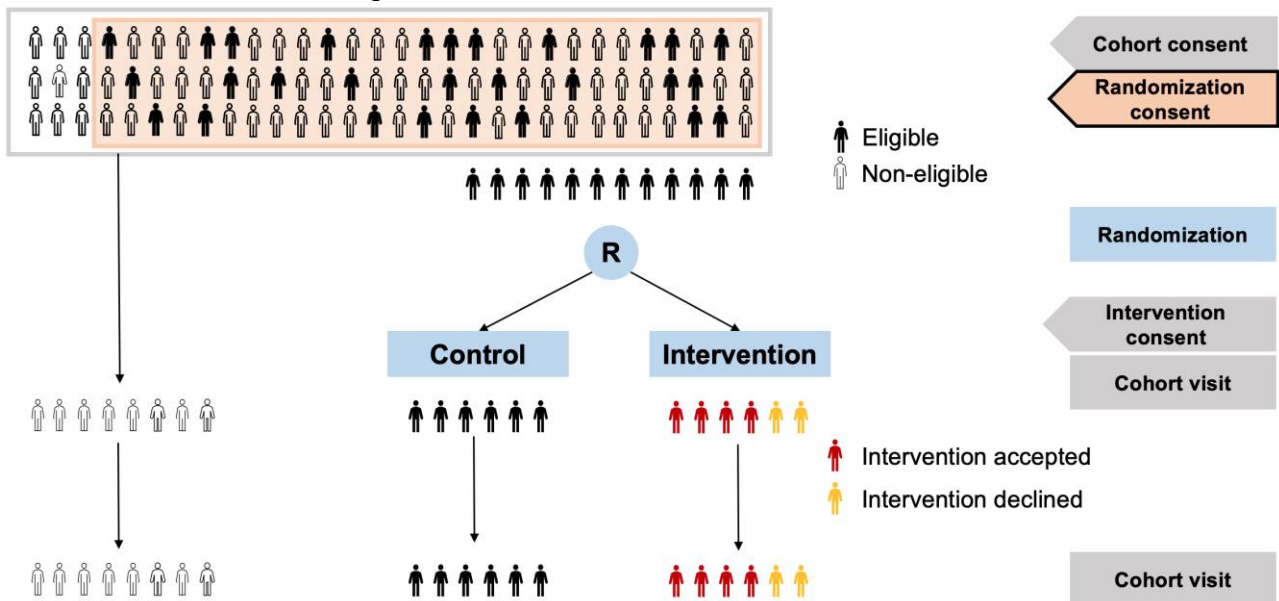 Cohort consent
Randomization
consent
Eligible
Non-eligible
Randomization
R
Control
Intervention
Intervention
consent
Cohort visit
Intervention accepted
Intervention declined
Cohort visit